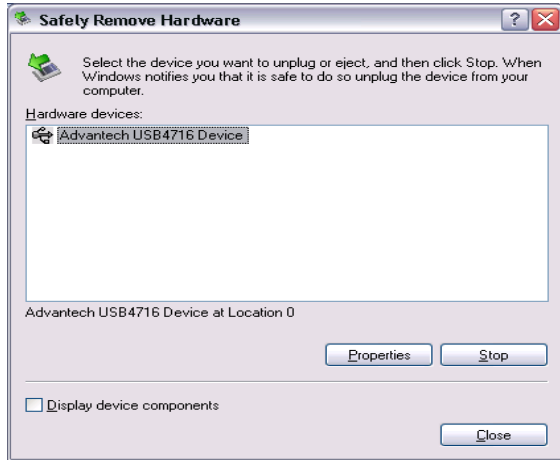 Safely Remove Hardware
Select the device you want to unplug or eject, and then click Stop. When
Windows notifies you that it is safe to do so unplug the device from your
computer.
Hardware devices:
Advantech USB4716 Device
Advantech USB4716 Device at Location 0
Properties Stop
Display device components
Close